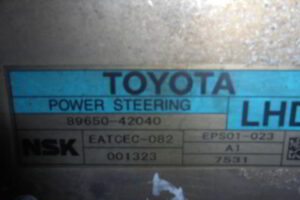 TOYOTA
POWER STEERING
89650-42040 LHD
NSK EATCEC-082 EPS01-023
001323 A1
7531